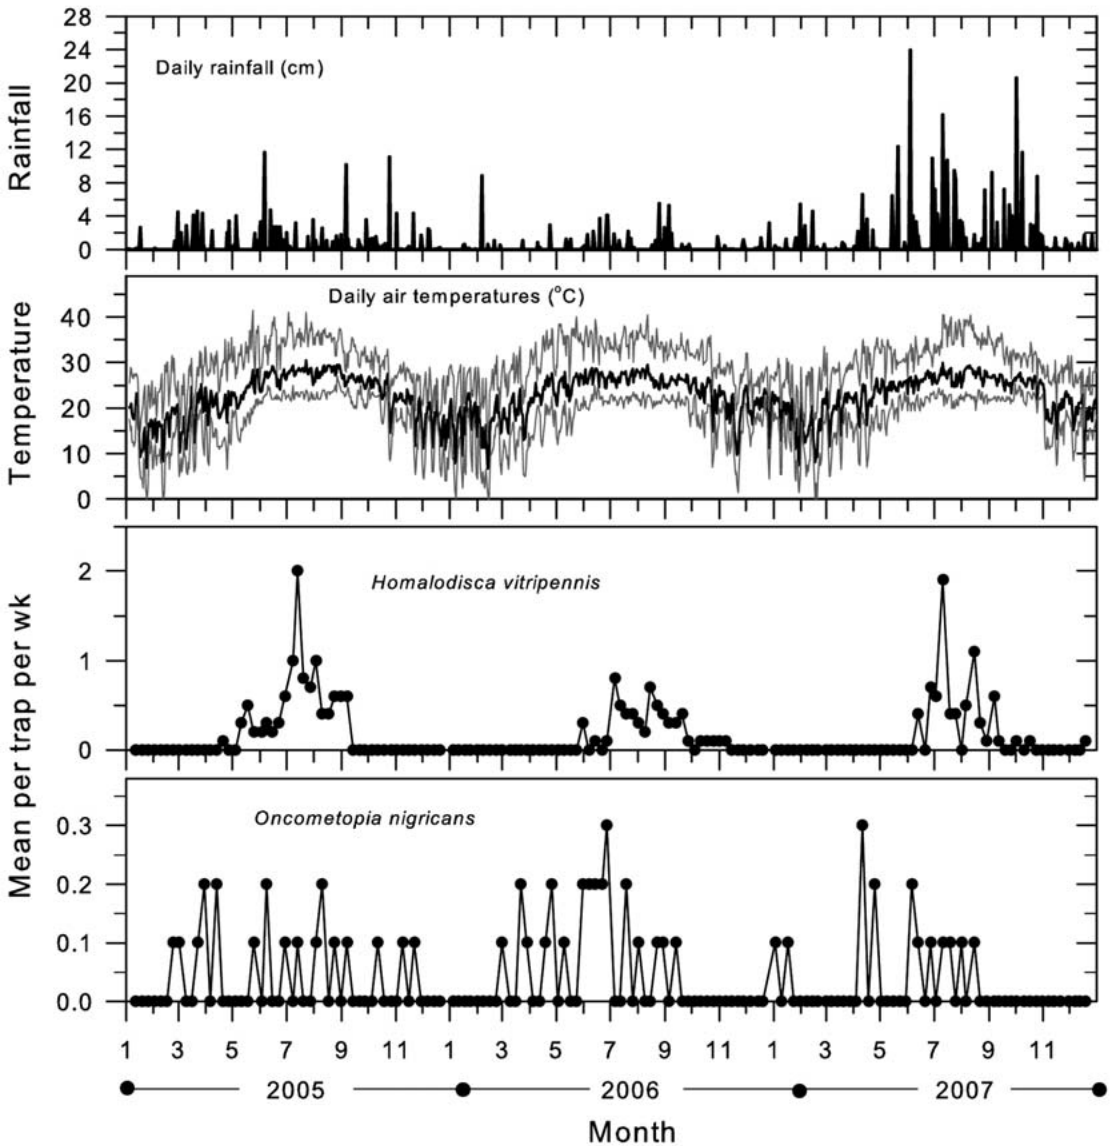 28
24
20
16
12
8
4
0
Rainfall
Daily rainfall (cm)
40
30
20
10
0
Temperature
Daily air temperatures (°C)
2
1
0
Homalodisca vitripennis
Mean per trap per wk
0.3
0.2
0.1
0.0
Oncometopia nigricans
1 3 5 7 9 11 1 3 5 7 9 11 1 3 5 7 9 11
2005 2006 2007
Month